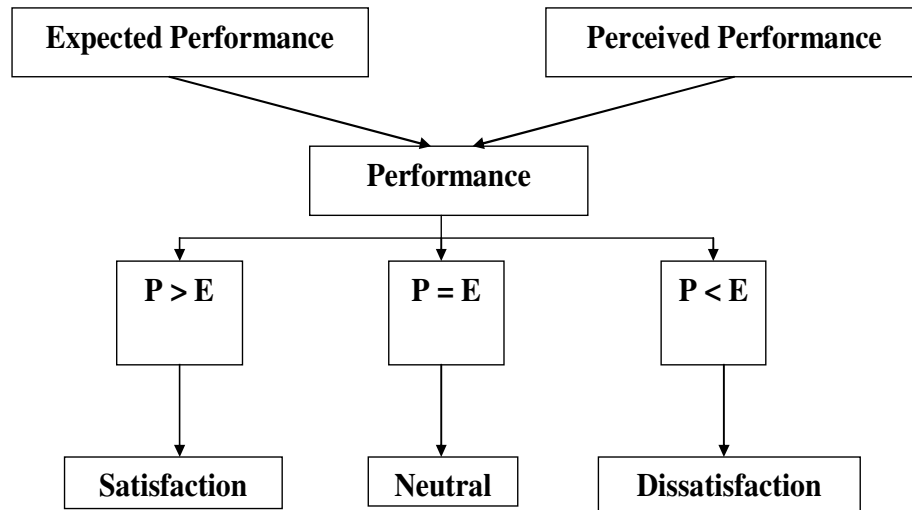 Expected Performance
Perceived Performance
Performance
P > E
P = E
P < E
Satisfaction
Neutral
Dissatisfaction